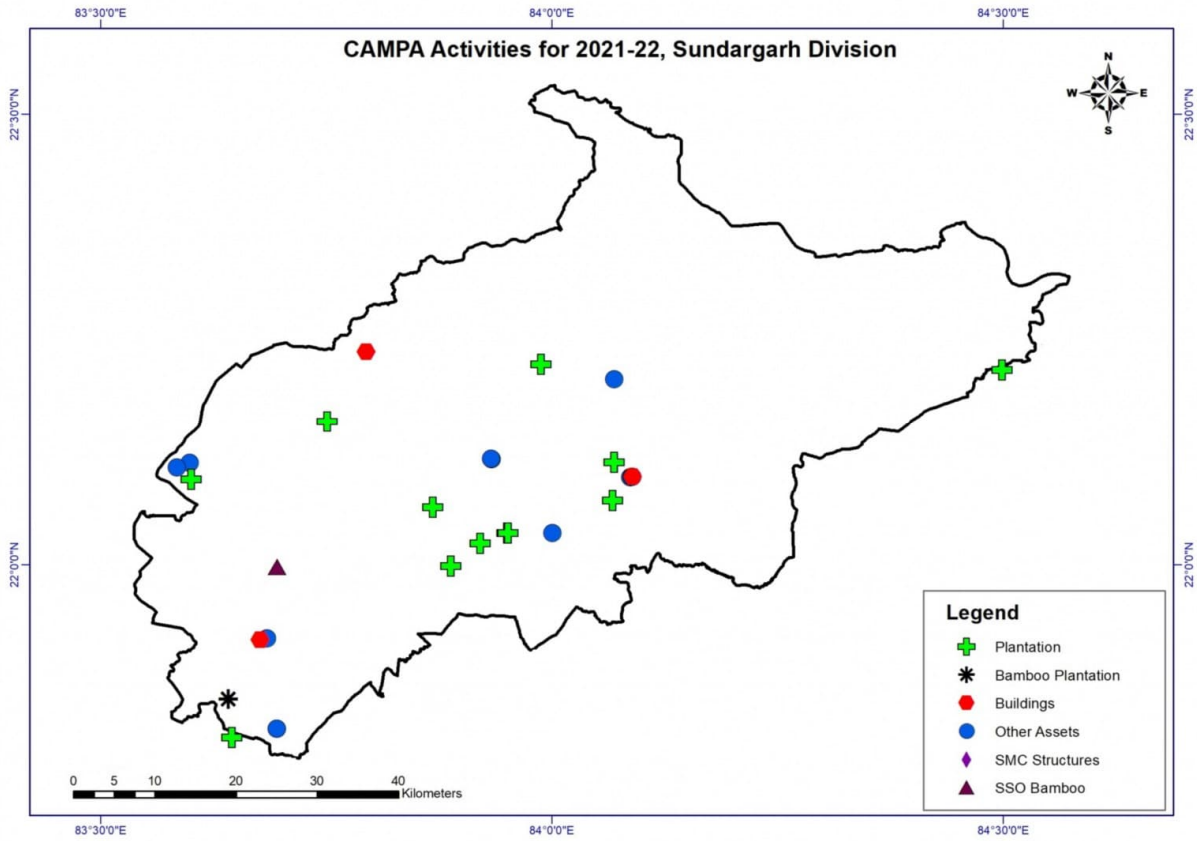 83°30'0"E 84°0'0"E 84°30'0"E
CAMPA Activities for 2021-22, Sundargarh Division
N
W E
S
22°30'0"N 22°30'0"N
22°0'0"N 22°0'0"N
Legend
Plantation
Bamboo Plantation
Buildings
Other Assets
SMC Structures
SSO Bamboo
0 5 10 20 30 40
Kilometers
83°30'0"E 84°0'0"E 84°30'0"E